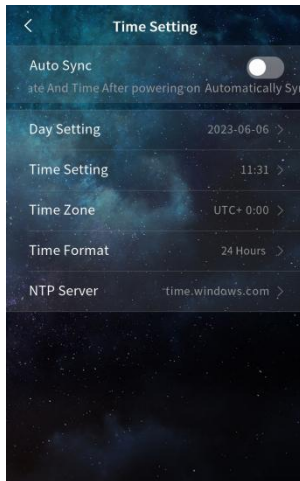 Time Setting
Auto Sync
ate And Time After powering on Automatically Sy
Day Setting 2023-06-06
Time Setting 11:31
Time Zone UTC+ 0:00
Time Format 24 Hours
NTP Server time.windows.com